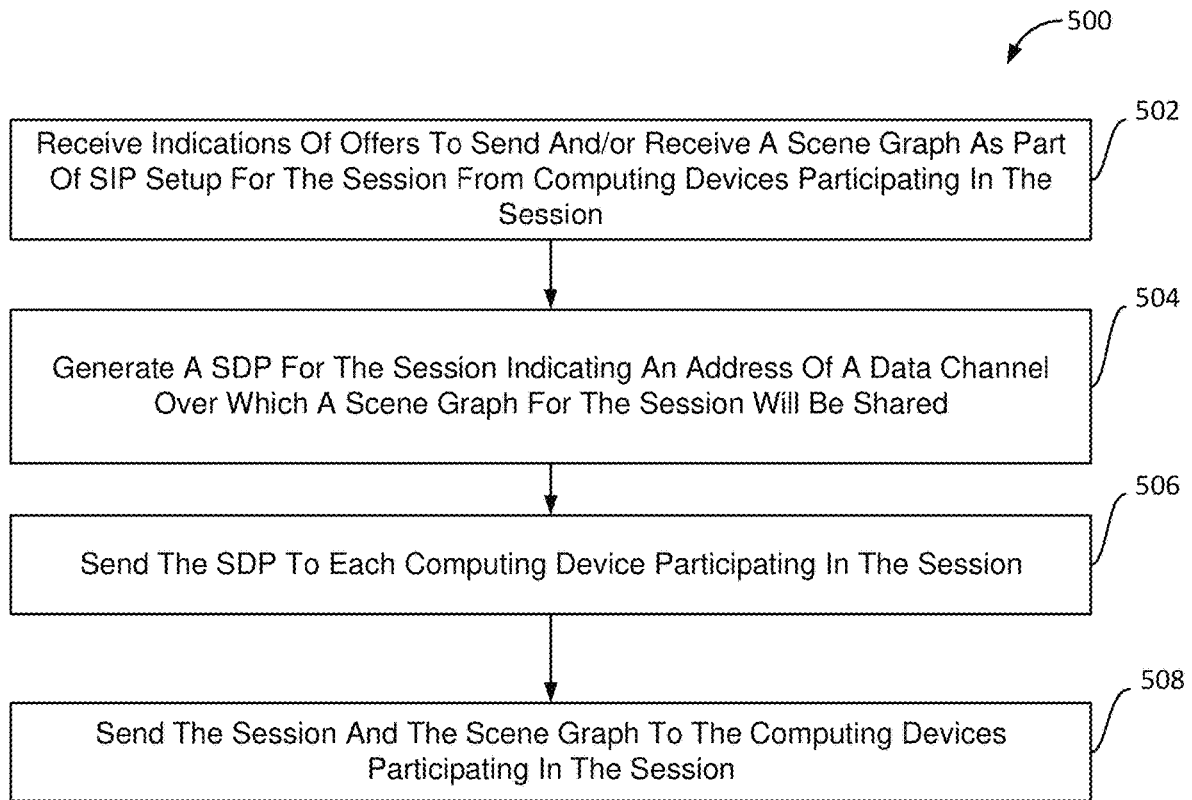 500
502
Receive Indications Of Offers To Send And/or Receive A Scene Graph As Part
Of SIP Setup For The Session From Computing Devices Participating In The
Session
504
Generate A SDP For The Session Indicating An Address Of A Data Channel
Over Which A Scene Graph For The Session Will Be Shared
506
Send The SDP To Each Computing Device Participating In The Session
508
Send The Session And The Scene Graph To The Computing Devices
Participating In The Session